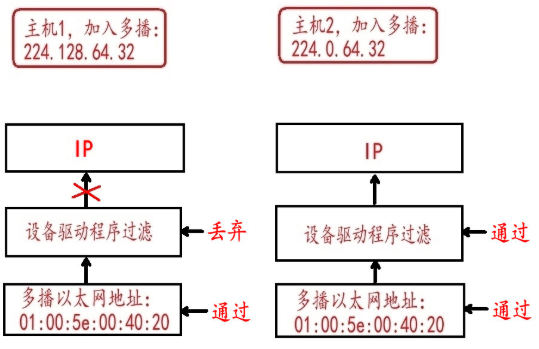 主机1，加入多播：
224.128.64.32
主机2，加入多播：
224.0.64.32
IP
IP
设备驱动程序过滤
丢弃
设备驱动程序过滤
通过
多播以太网地址：
01:00:5e:00:40:20
通过
多播以太网地址：
01:00:5e:00:40:20
通过